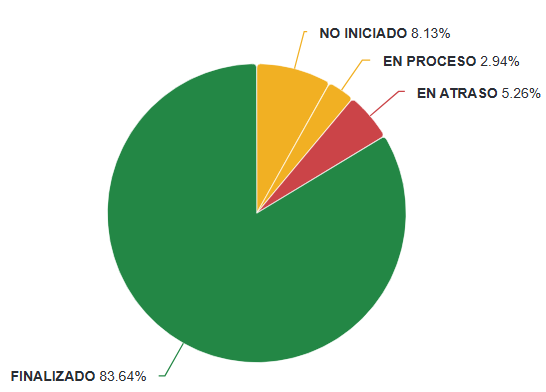 NO INICIADO 8.13%
EN PROCESO 2.94%
EN ATRASO 5.26%
FINALIZADO 83.64%